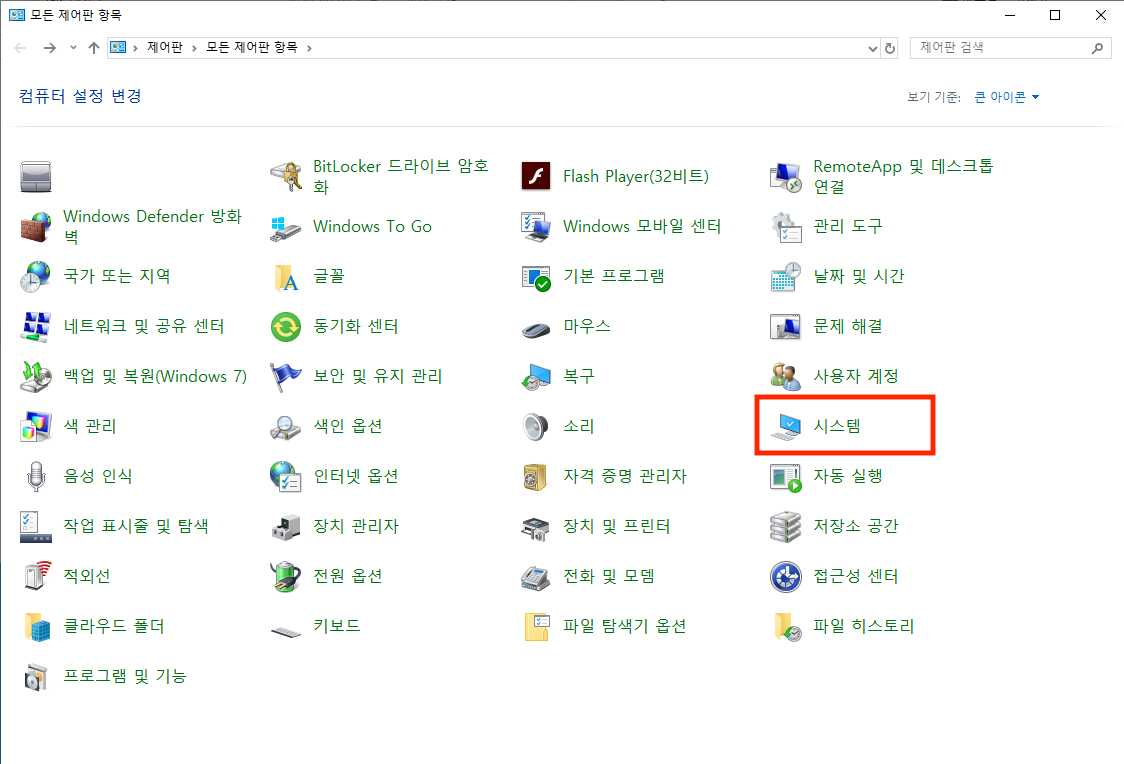 모든 제어판 항목
제어판 모든 제어판 항목
제어판 검색
컴퓨터 설정 변경
보기 기준: 큰 아이콘
BitLocker 드라이브 암호
화
Flash Player(32비트)
RemoteApp 및 데스크톱
연결
Windows Defender 방화
벽
Windows To Go
Windows 모바일 센터
관리 도구
국가 또는 지역
글꼴
기본 프로그램
날짜 및 시간
네트워크 및 공유 센터
동기화 센터
마우스
문제 해결
백업 및 복원(Windows 7)
보안 및 유지 관리
복구
사용자 계정
색 관리
색인 옵션
소리
시스템
음성 인식
인터넷 옵션
자격 증명 관리자
자동 실행
작업 표시줄 및 탐색
장치 관리자
장치 및 프린터
저장소 공간
적외선
전원 옵션
전화 및 모뎀
접근성 센터
클라우드 폴더
키보드
파일 탐색기 옵션
파일 히스토리
프로그램 및 기능